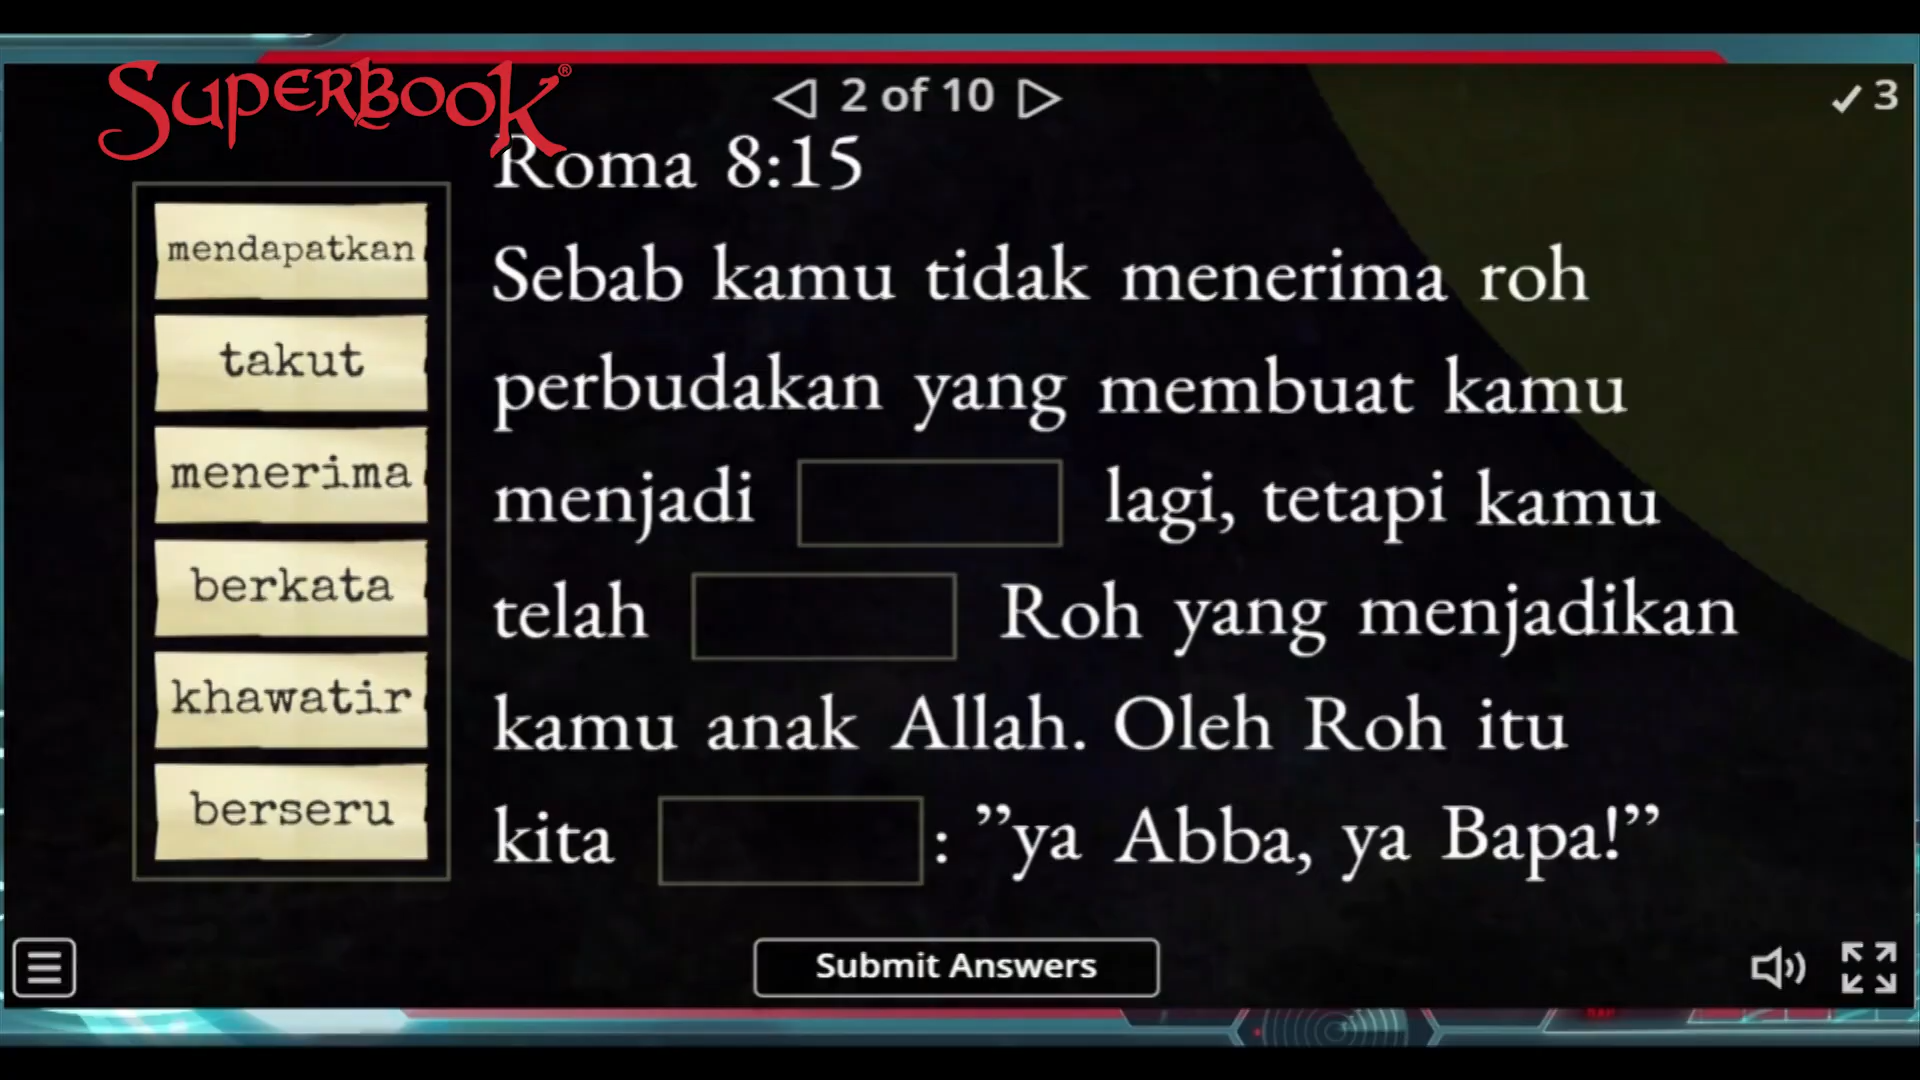 SUPERBOOK®
2 of 10
✓ 3
Roma 8:15
mendapatkan
takut
menerima
berkata
khawatir
berseru
Sebab kamu tidak menerima roh
perbudakan yang membuat kamu
menjadi lagi, tetapi kamu
telah Roh yang menjadikan
kamu anak Allah. Oleh Roh itu
kita : ”ya Abba, ya Bapa!”
Submit Answers